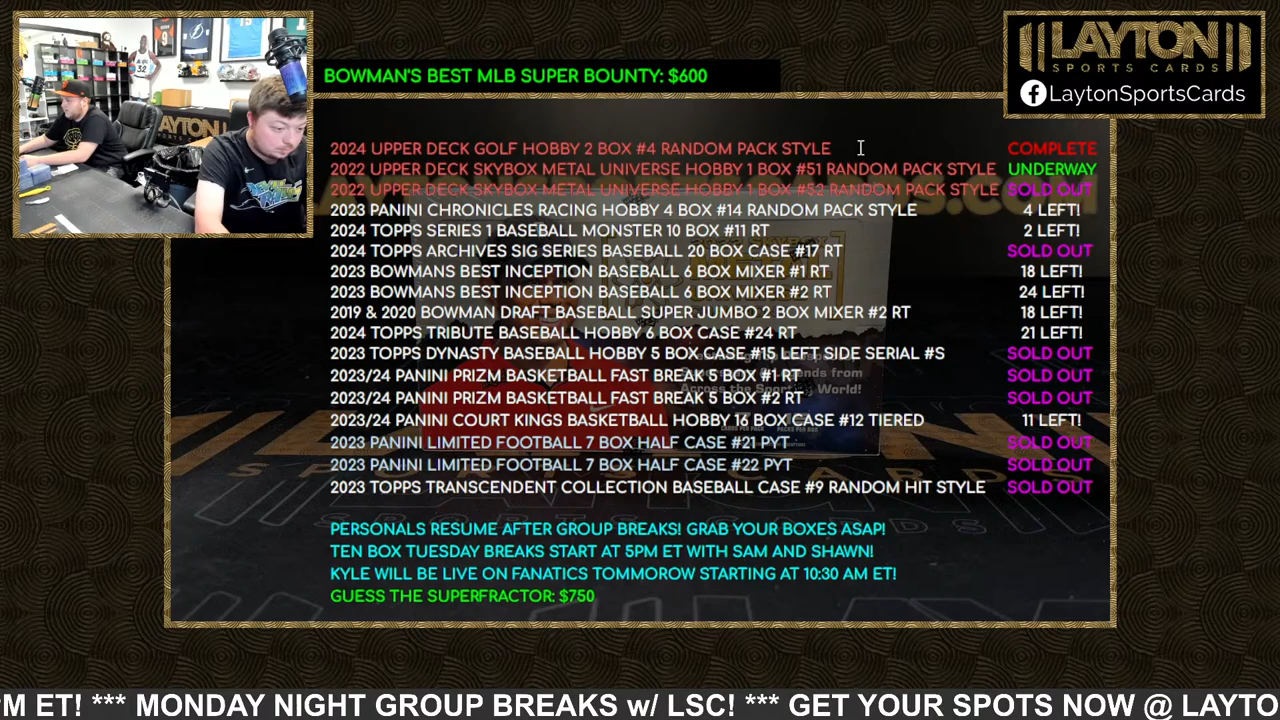 LAYTON
SPORTS CARDS
LaytonSportsCards
BOWMAN'S BEST MLB SUPER BOUNTY: $600
2024 UPPER DECK GOLF HOBBY 2 BOX #4 RANDOM PACK STYLE COMPLETE
2022 UPPER DECK SKYBOX METAL UNIVERSE HOBBY 1 BOX #51 RANDOM PACK STYLE UNDERWAY
2022 UPPER DECK SKYBOX METAL UNIVERSE HOBBY 1 BOX #52 RANDOM PACK STYLE SOLD OUT
2023 PANINI CHRONICLES RACING HOBBY 4 BOX #14 RANDOM PACK STYLE 4 LEFT!
2024 TOPPS SERIES 1 BASEBALL MONSTER 10 BOX #11 RT 2 LEFT!
2024 TOPPS ARCHIVES SIG SERIES BASEBALL 20 BOX CASE #17 RT SOLD OUT
2023 BOWMANS BEST INCEPTION BASEBALL 6 BOX MIXER #1 RT 18 LEFT!
2023 BOWMANS BEST INCEPTION BASEBALL 6 BOX MIXER #2 RT 24 LEFT!
2019 & 2020 BOWMAN DRAFT BASEBALL SUPER JUMBO 2 BOX MIXER #2 RT 18 LEFT!
2024 TOPPS TRIBUTE BASEBALL HOBBY 6 BOX CASE #24 RT 21 LEFT!
2023 TOPPS DYNASTY BASEBALL HOBBY 5 BOX CASE #15 LEFT SIDE SERIAL #S SOLD OUT
2023/24 PANINI PRIZM BASKETBALL FAST BREAK 5 BOX #1 RT SOLD OUT
2023/24 PANINI PRIZM BASKETBALL FAST BREAK 5 BOX #2 RT SOLD OUT
2023/24 PANINI COURT KINGS BASKETBALL HOBBY 16 BOX CASE #12 TIERED 11 LEFT!
2023 PANINI LIMITED FOOTBALL 7 BOX HALF CASE #21 PYT SOLD OUT
2023 PANINI LIMITED FOOTBALL 7 BOX HALF CASE #22 PYT SOLD OUT
2023 TOPPS TRANSCENDENT COLLECTION BASEBALL CASE #9 RANDOM HIT STYLE SOLD OUT
PERSONALS RESUME AFTER GROUP BREAKS! GRAB YOUR BOXES ASAP!
TEN BOX TUESDAY BREAKS START AT 5PM ET WITH SAM AND SHAWN!
KYLE WILL BE LIVE ON FANATICS TOMMOROW STARTING AT 10:30 AM ET!
GUESS THE SUPERFRACTOR: $750
PM ET! *** MONDAY NIGHT GROUP BREAKS w/ LSC! *** GET YOUR SPOTS NOW @ LAYTO